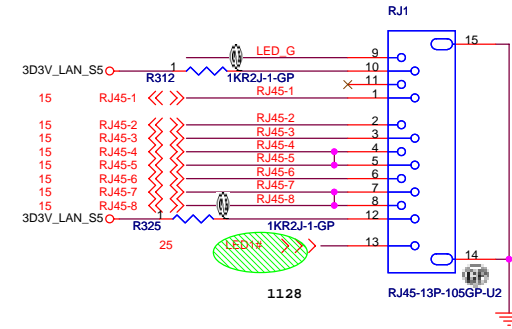 RJ1
15
LED_G 9
3D3V_LAN_S5 1 10
R312 1KR2J-1-GP 11
15 RJ45-1 RJ45-1 1
15 RJ45-2 RJ45-2 2
15 RJ45-3 RJ45-3 3
15 RJ45-4 RJ45-4 4
15 RJ45-5 RJ45-5 5
15 RJ45-6 RJ45-6 6
15 RJ45-7 RJ45-7 7
15 RJ45-8 RJ45-8 8
3D3V_LAN_S5 1 12
R325 1KR2J-1-GP
25 LED1# 13
14
GP
1128 RJ45-13P-105GP-U2